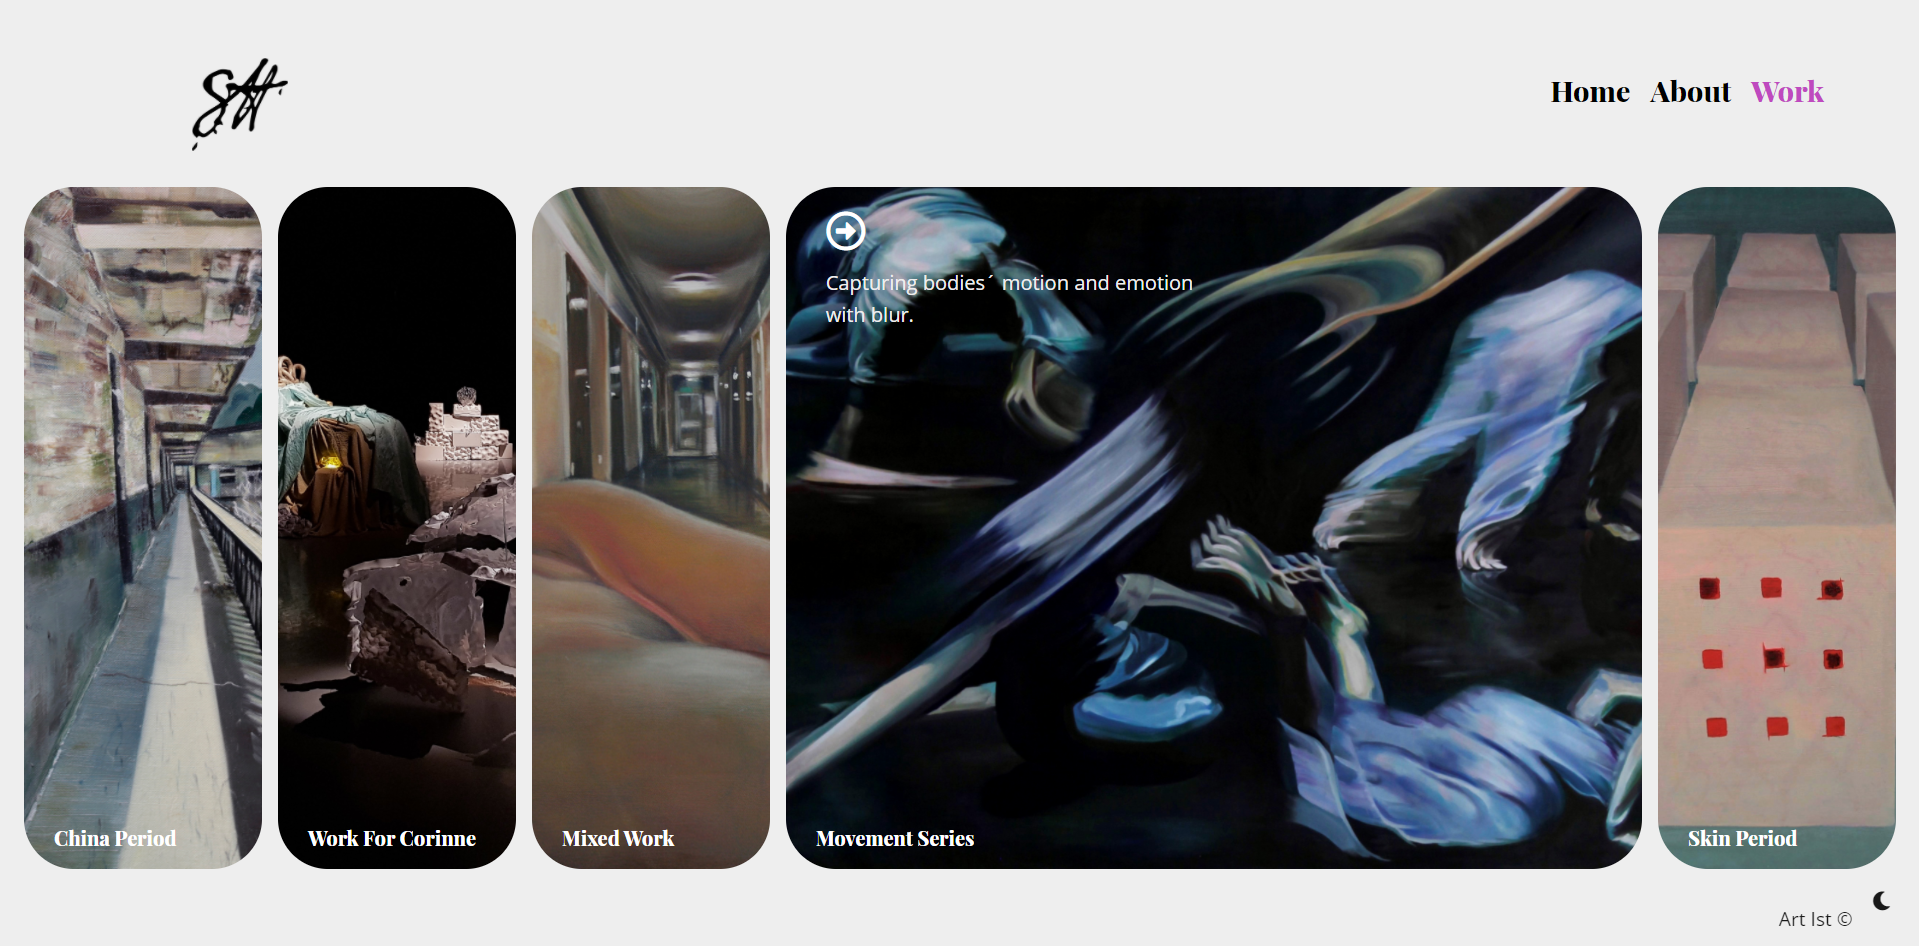 Home About Work
Capturing bodies´ motion and emotion
with blur.
China Period
Work For Corinne
Mixed Work
Movement Series
Skin Period
Art Ist ©